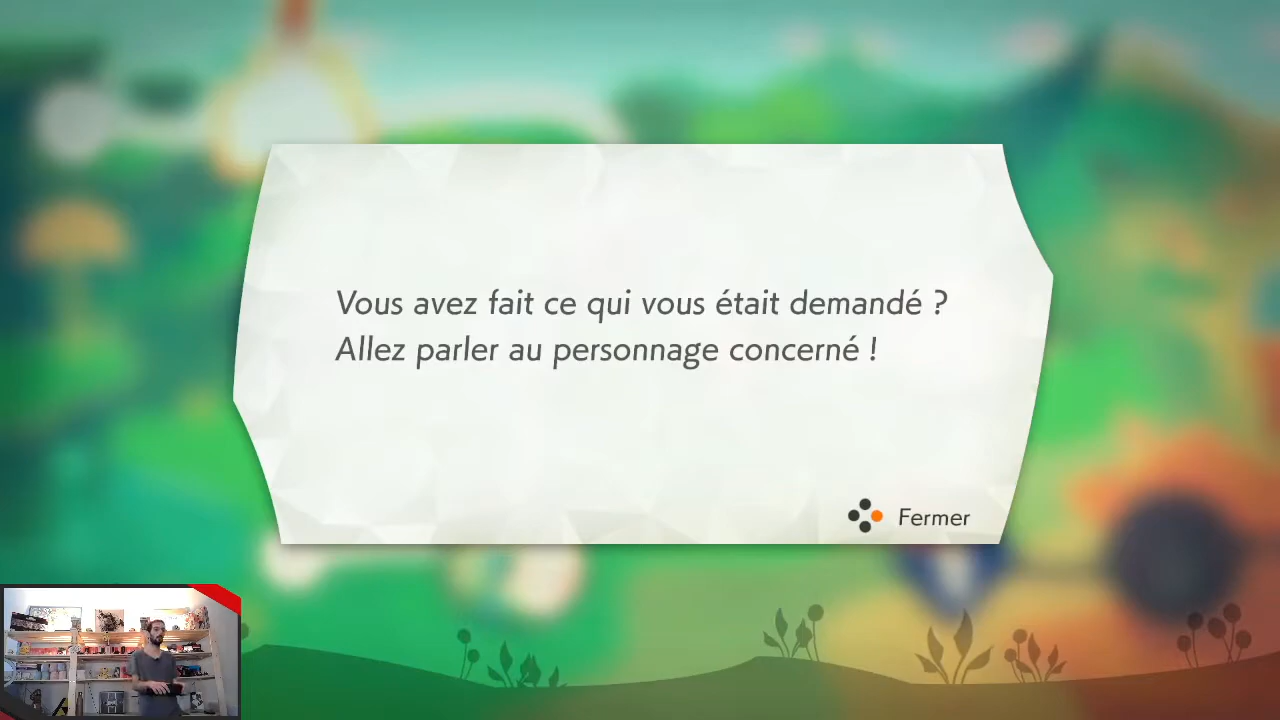 Vous avez fait ce qui vous était demandé ?
Allez parler au personnage concerné !
Fermer